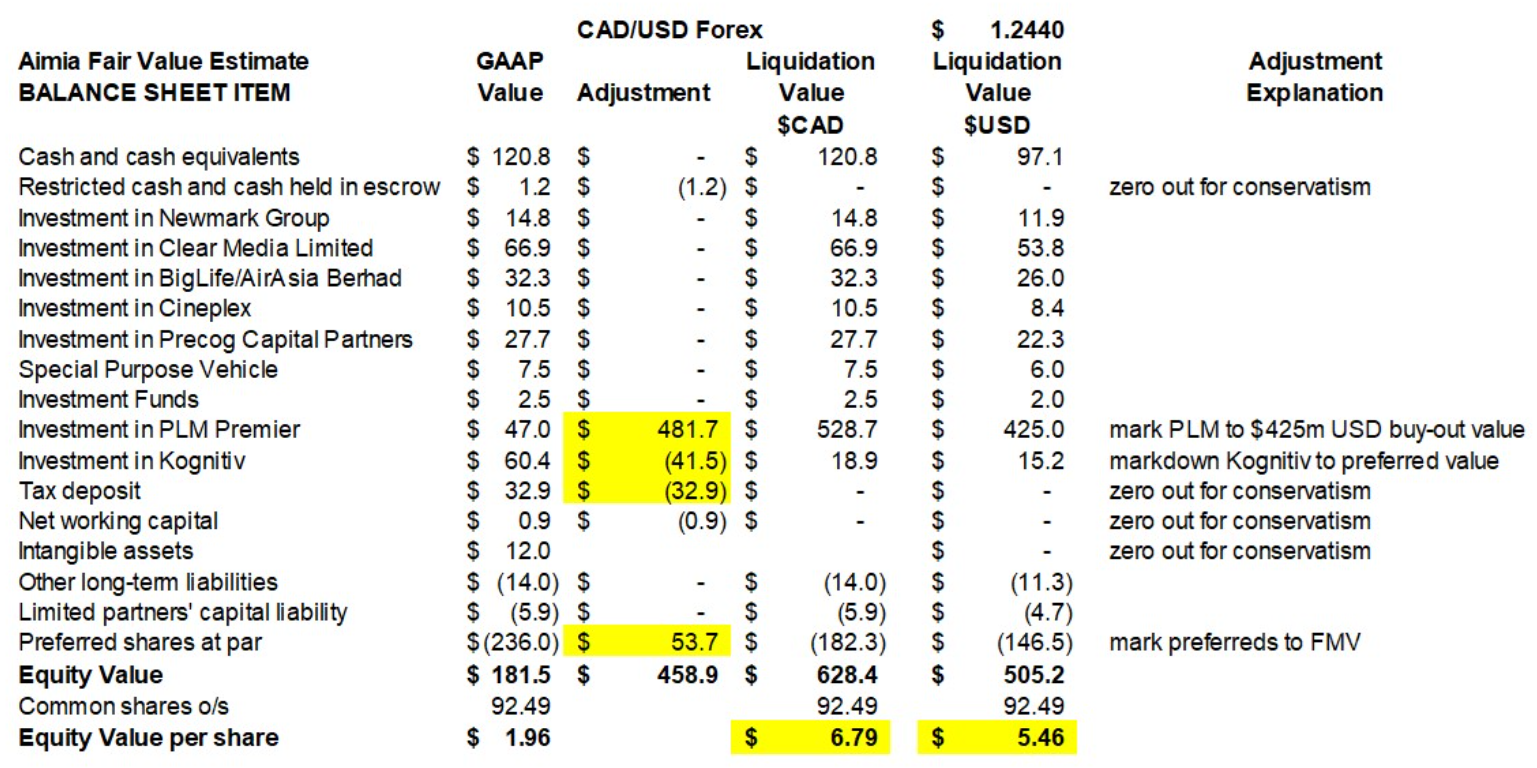 CAD/USD Forex $ 1.2440
Aimia Fair Value Estimate GAAP Liquidation Liquidation Adjustment
BALANCE SHEET ITEM Value Adjustment Value Value Explanation
$CAD $USD
Cash and cash equivalents $ 120.8 $ - $ 120.8 $ 97.1
Restricted cash and cash held in escrow $ 1.2 $ (1.2) $ - $ - zero out for conservatism
Investment in Newmark Group $ 14.8 $ - $ 14.8 $ 11.9
Investment in Clear Media Limited $ 66.9 $ - $ 66.9 $ 53.8
Investment in BigLife/AirAsia Berhad $ 32.3 $ - $ 32.3 $ 26.0
Investment in Cineplex $ 10.5 $ - $ 10.5 $ 8.4
Investment in Precog Capital Partners $ 27.7 $ - $ 27.7 $ 22.3
Special Purpose Vehicle $ 7.5 $ - $ 7.5 $ 6.0
Investment Funds $ 2.5 $ - $ 2.5 $ 2.0
Investment in PLM Premier $ 47.0 $ 481.7 $ 528.7 $ 425.0 mark PLM to $425m USD buy-out value
Investment in Kognitiv $ 60.4 $ (41.5) $ 18.9 $ 15.2 markdown Kognitiv to preferred value
Tax deposit $ 32.9 $ (32.9) $ - $ - zero out for conservatism
Net working capital $ 0.9 $ (0.9) $ - $ - zero out for conservatism
Intangible assets $ 12.0 $ - zero out for conservatism
Other long-term liabilities $ (14.0) $ - $ (14.0) $ (11.3)
Limited partners' capital liability $ (5.9) $ - $ (5.9) $ (4.7)
Preferred shares at par $ (236.0) $ 53.7 $ (182.3) $ (146.5) mark preferreds to FMV
Equity Value $ 181.5 $ 458.9 $ 628.4 $ 505.2
Common shares o/s 92.49 92.49 92.49
Equity Value per share $ 1.96 $ 6.79 $ 5.46